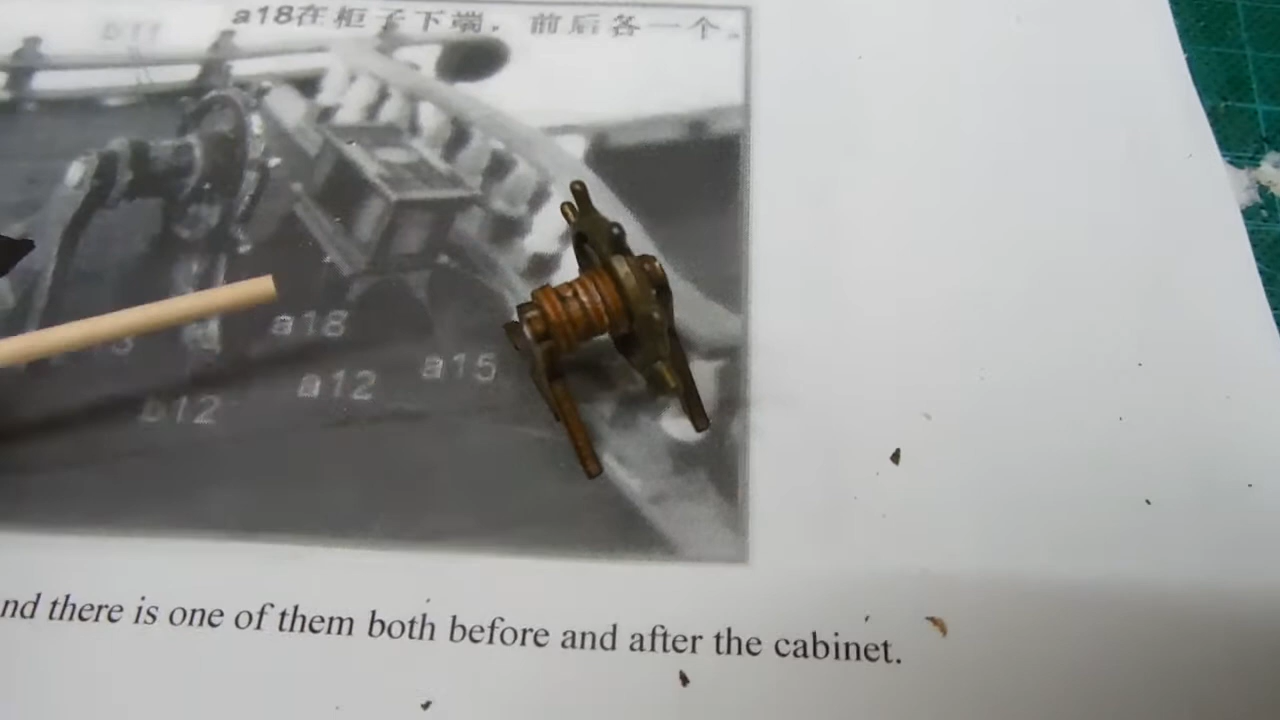 b11
a18在柜子下端，前后各一个。
a18
a15
a12
b12
nd there is one of them both before and after the cabinet.